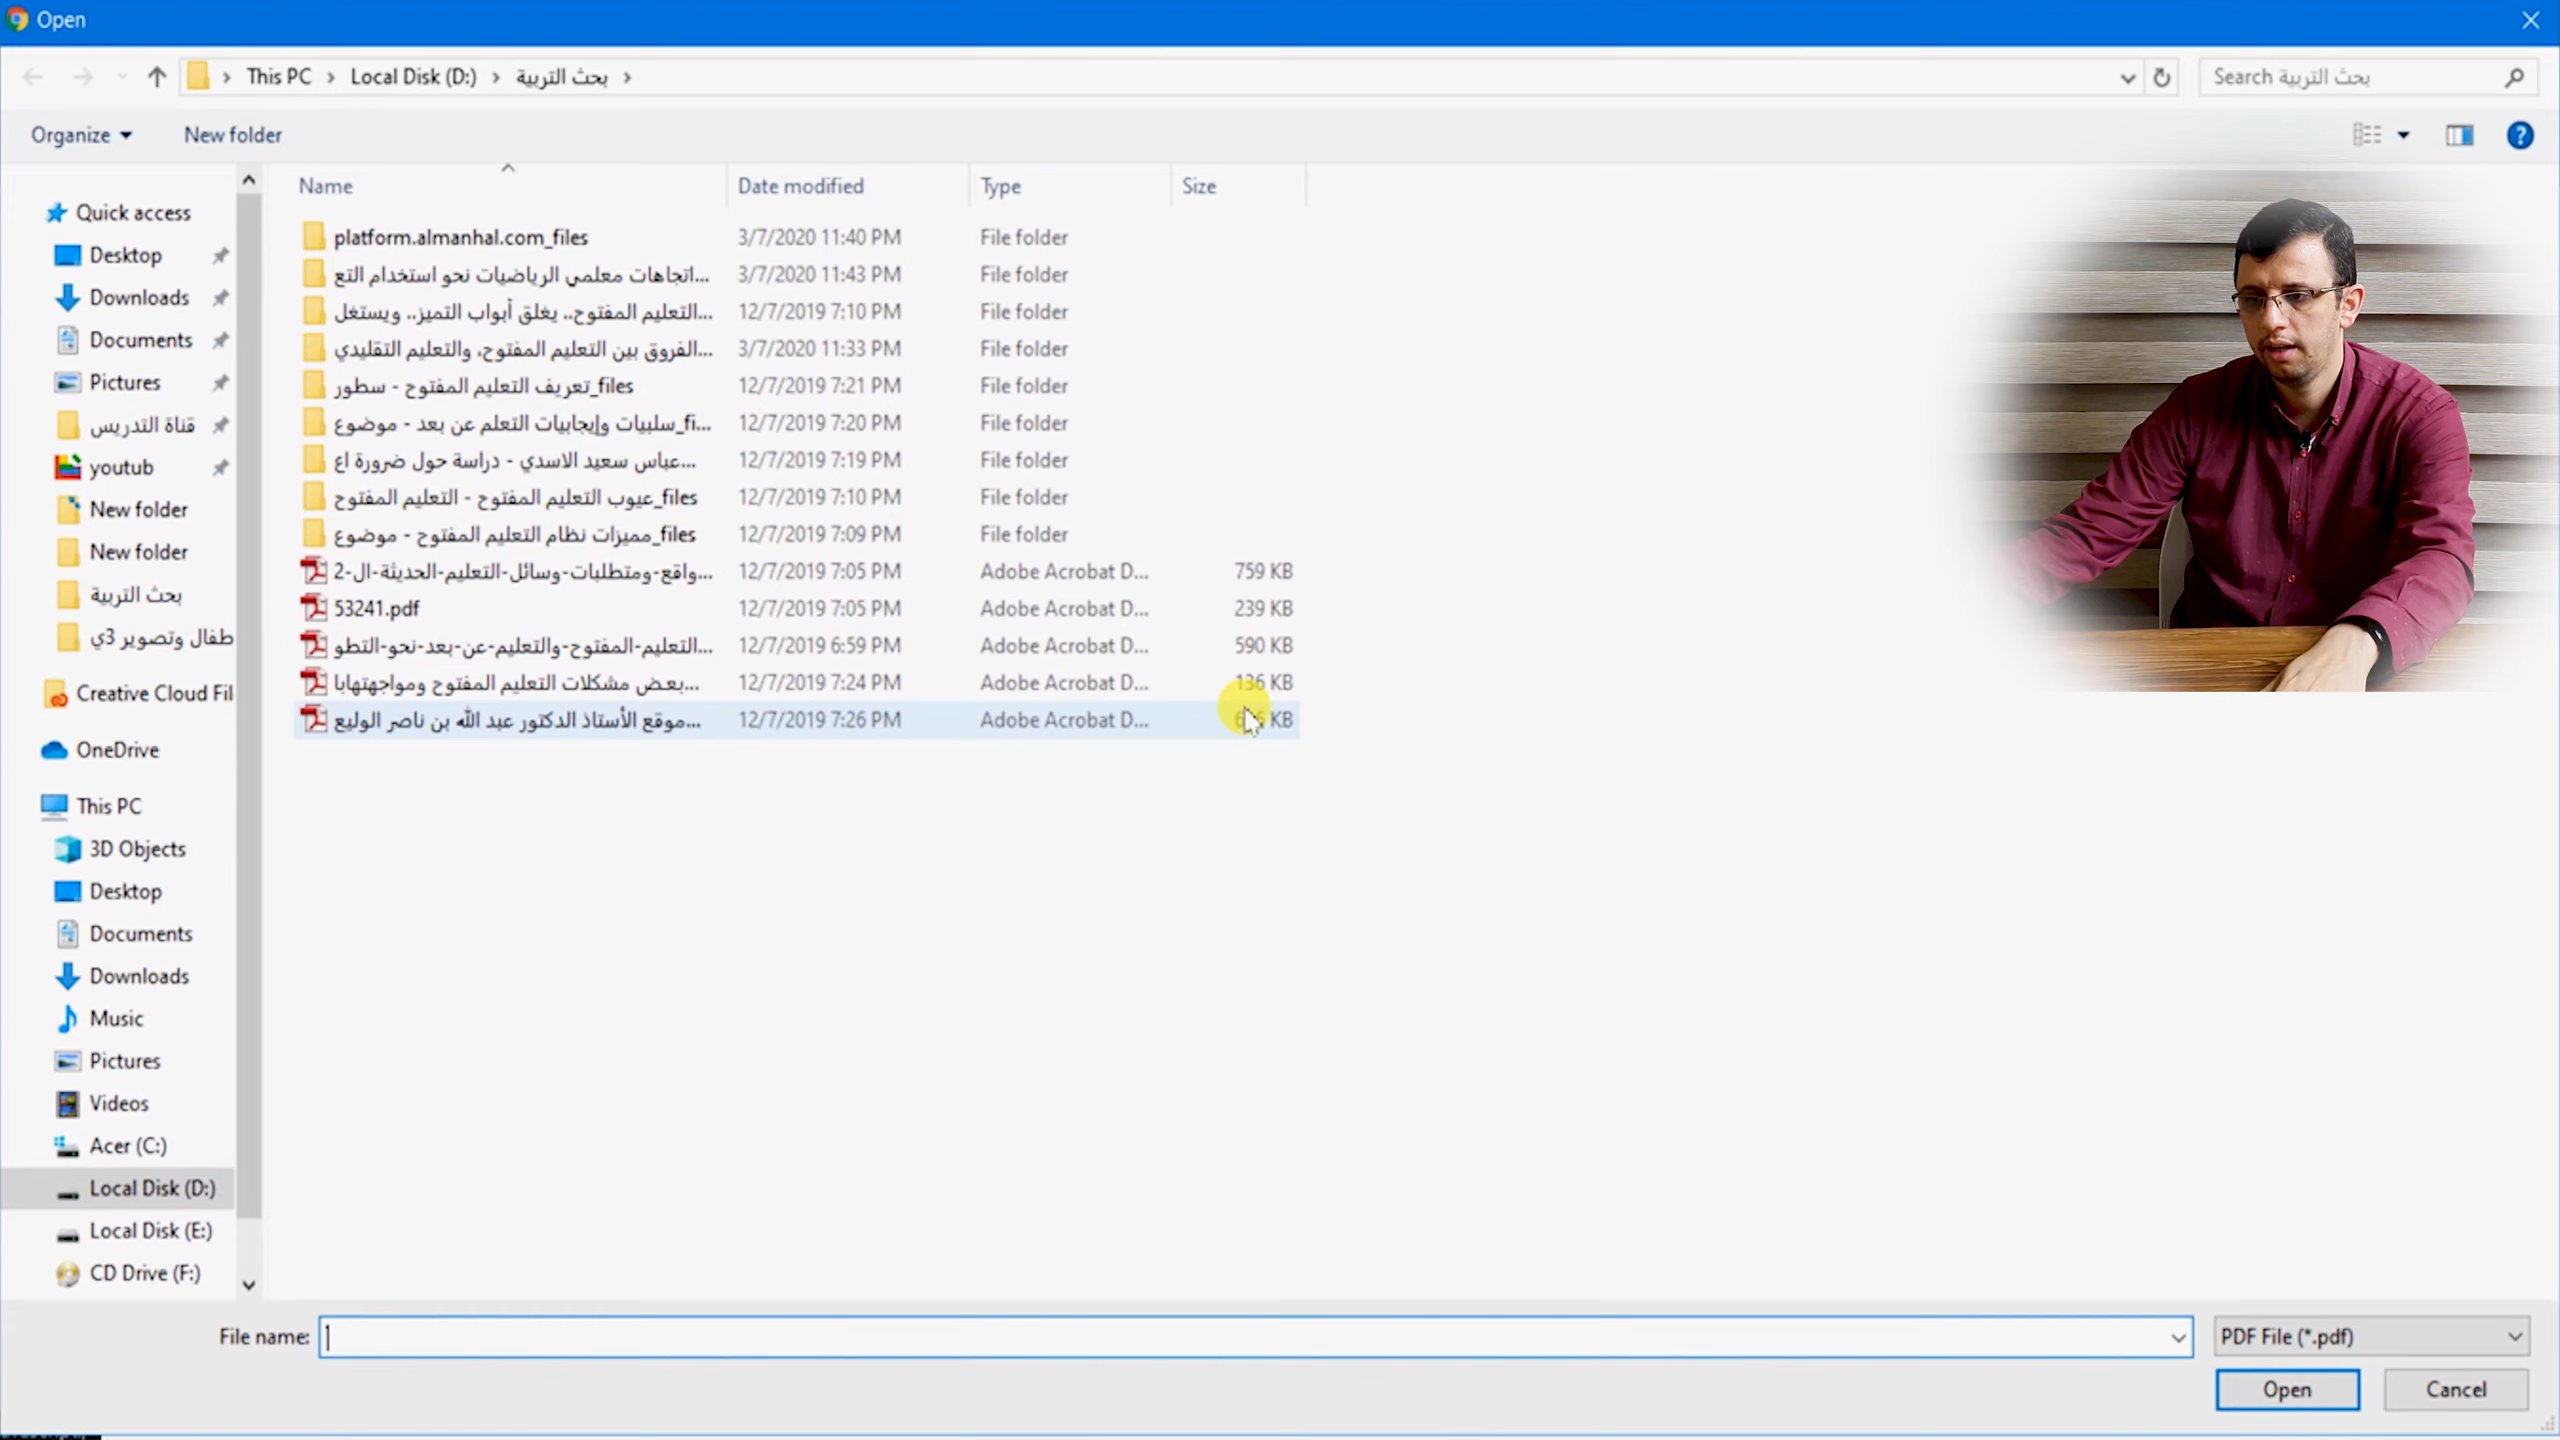 Open
This PC
Local Disk (D:)
بحث التربية
Search بحث التربية
Organize
New folder
Name
Date modified
Type
Size
Quick access
Desktop
Downloads
Documents
Pictures
قناة التدريس
youtub
New folder
New folder
بحث التربية
طفال وتصوير 3ي
Creative Cloud Fil
OneDrive
This PC
3D Objects
Desktop
Documents
Downloads
Music
Pictures
Videos
Acer (C:)
Local Disk (D:)
Local Disk (E:)
CD Drive (F:)
platform.almanhal.com_files 3/7/2020 11:40 PM File folder
اتجاهات معلمي الرياضيات نحو استخدام التع... 3/7/2020 11:43 PM File folder
التعليم المفتوح.. يغلق أبواب التميز.. ويستغل... 12/7/2019 7:10 PM File folder
الفروق بين التعليم المفتوح، والتعليم التقليدي... 3/7/2020 11:33 PM File folder
تعريف التعليم المفتوح - سطور_files 12/7/2019 7:21 PM File folder
سلبيات وإيجابيات التعلم عن بعد - موضوع_fi... 12/7/2019 7:20 PM File folder
عباس سعيد الاسدي - دراسة حول ضرورة اع... 12/7/2019 7:19 PM File folder
عيوب التعليم المفتوح - التعليم المفتوح_files 12/7/2019 7:10 PM File folder
مميزات نظام التعليم المفتوح - موضوع_files 12/7/2019 7:09 PM File folder
2-واقع-ومتطلبات-وسائل-التعليم-الحديثة-ال... 12/7/2019 7:05 PM Adobe Acrobat D... 759 KB
53241.pdf 12/7/2019 7:05 PM Adobe Acrobat D... 239 KB
التعليم-المفتوح-والتعليم-عن-بعد-نحو-التطو... 12/7/2019 6:59 PM Adobe Acrobat D... 590 KB
بعض مشكلات التعليم المفتوح ومواجهتهابا... 12/7/2019 7:24 PM Adobe Acrobat D... 136 KB
موقع الأستاذ الدكتور عبد الله بن ناصر الوليع... 12/7/2019 7:26 PM Adobe Acrobat D... KB
File name:
PDF File (*.pdf)
Open
Cancel